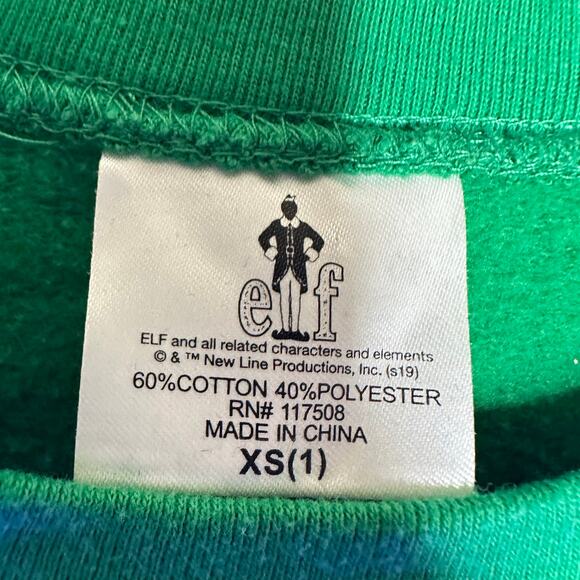 elf
ELF and all related characters and elements
© & ™ New Line Productions, Inc. (s19)
60%COTTON 40%POLYESTER
RN# 117508
MADE IN CHINA
XS(1)